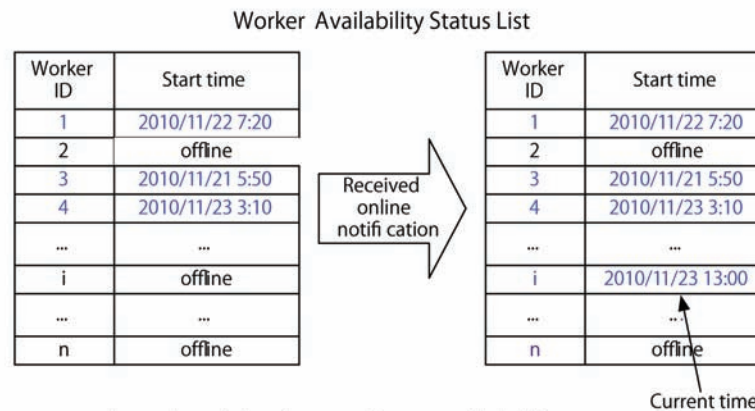 Worker Availability Status List
Worker ID Start time
1 2010/11/22 7:20
2 offline
3 2010/11/21 5:50
4 2010/11/23 3:10
... ...
i offline
... ...
n offline
Received
online
notifi cation
Worker ID Start time
1 2010/11/22 7:20
2 offline
3 2010/11/21 5:50
4 2010/11/23 3:10
... ...
i 2010/11/23 13:00
... ...
n offline
Current time